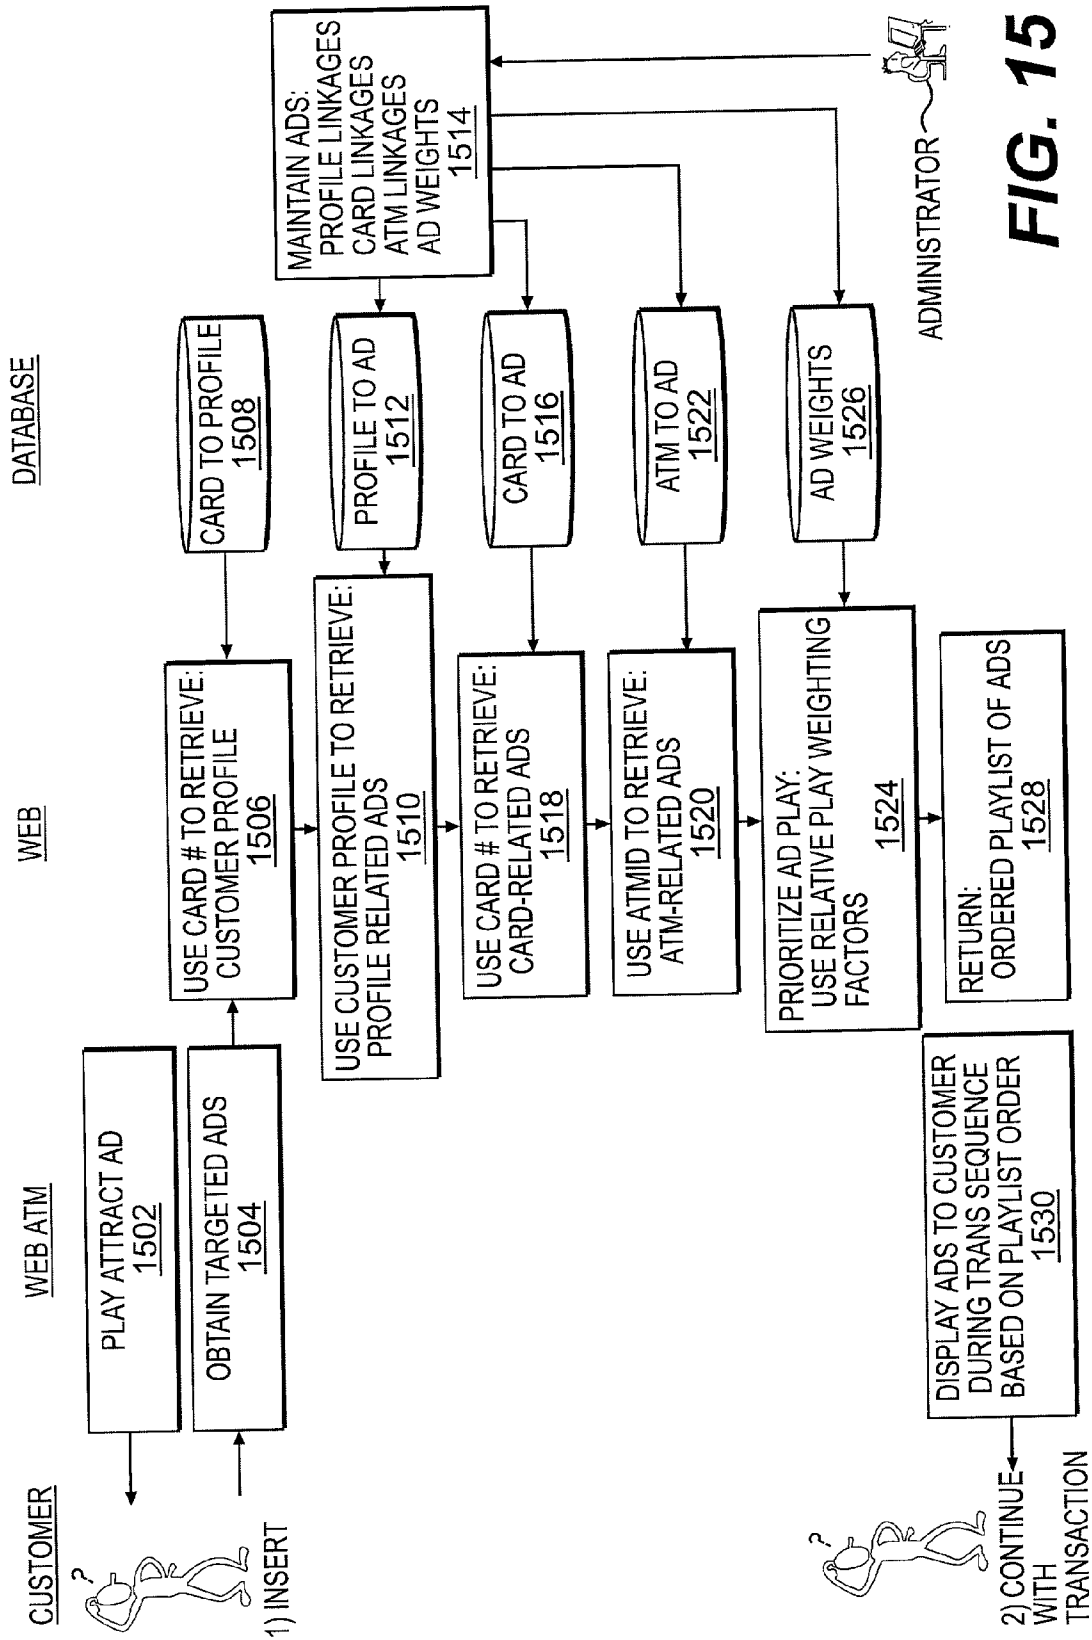 CUSTOMER
WEB ATM
WEB
DATABASE
?
1) INSERT
PLAY ATTRACT AD
1502
OBTAIN TARGETED ADS
1504
USE CARD # TO RETRIEVE:
CUSTOMER PROFILE
1506
CARD TO PROFILE
1508
USE CUSTOMER PROFILE TO RETRIEVE:
PROFILE RELATED ADS
1510
PROFILE TO AD
1512
MAINTAIN ADS:
PROFILE LINKAGES
CARD LINKAGES
ATM LINKAGES
AD WEIGHTS
1514
USE CARD # TO RETRIEVE:
CARD-RELATED ADS
1518
CARD TO AD
1516
USE ATMID TO RETRIEVE:
ATM-RELATED ADS
1520
ATM TO AD
1522
PRIORITIZE AD PLAY:
USE RELATIVE PLAY WEIGHTING
FACTORS
1524
AD WEIGHTS
1526
RETURN:
ORDERED PLAYLIST OF ADS
1528
?
2) CONTINUE
WITH
TRANSACTION
DISPLAY ADS TO CUSTOMER
DURING TRANS SEQUENCE
BASED ON PLAYLIST ORDER
1530
ADMINISTRATOR
FIG. 15